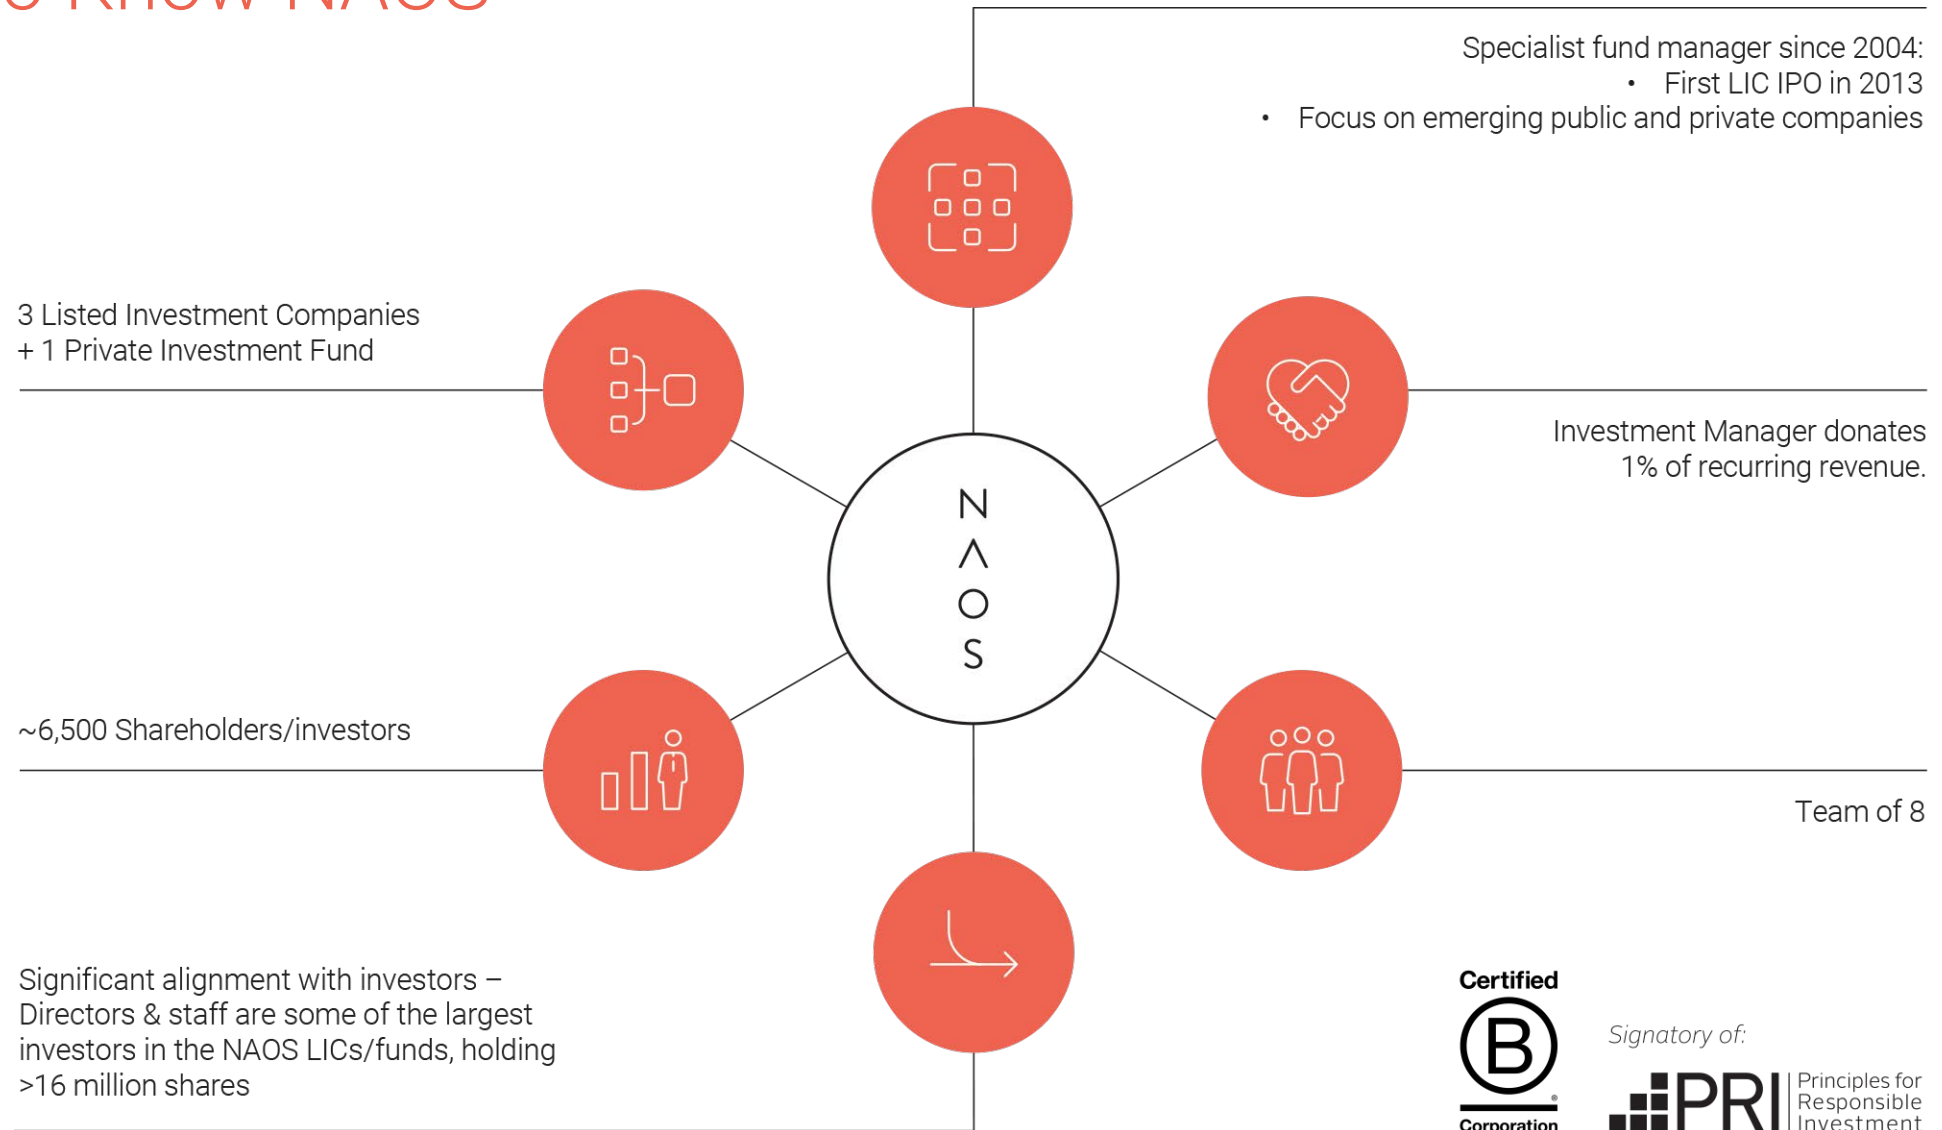 Know NAOS
Specialist fund manager since 2004:
• First LIC IPO in 2013
• Focus on emerging public and private companies
3 Listed Investment Companies
+ 1 Private Investment Fund
Investment Manager donates
1% of recurring revenue.
N
Λ
O
S
~6,500 Shareholders/investors
Team of 8
Significant alignment with investors –
Directors & staff are some of the largest
investors in the NAOS LICs/funds, holding
>16 million shares
Certified
B
®
Corporation
Signatory of:
PRI
Principles for
Responsible
Investment